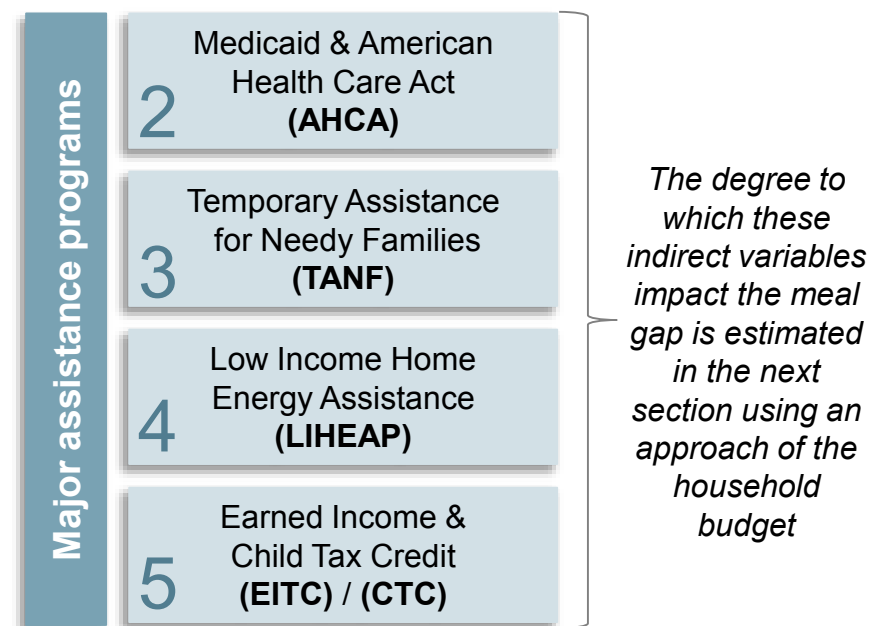 Major assistance programs
2
Medicaid & American
Health Care Act
(AHCA)
3
Temporary Assistance
for Needy Families
(TANF)
4
Low Income Home
Energy Assistance
(LIHEAP)
5
Earned Income &
Child Tax Credit
(EITC) / (CTC)
The degree to
which these
indirect variables
impact the meal
gap is estimated
in the next
section using an
approach of the
household
budget